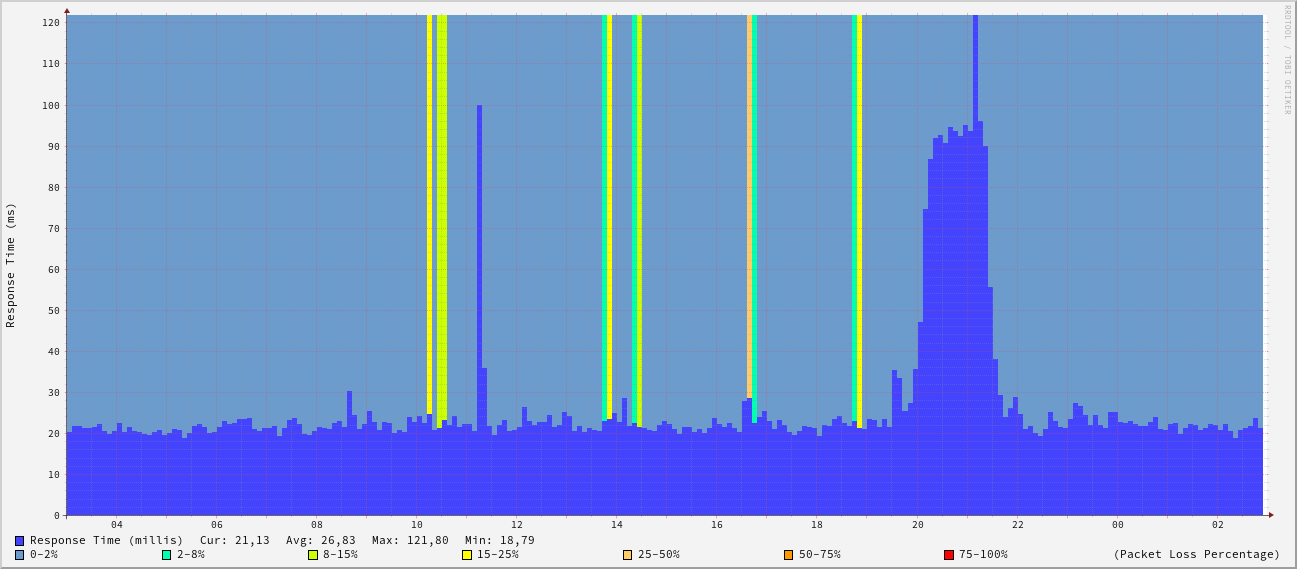 RRDTOOL / TOBI OETIKER
Response Time (ms)
120
110
100
90
80
70
60
50
40
30
20
10
0
04 06 08 10 12 14 16 18 20 22 00 02
Response Time (millis) Cur: 21,13 Avg: 26,83 Max: 121,80 Min: 18,79
0-2% 2-8% 8-15% 15-25% 25-50% 50-75% 75-100% (Packet Loss Percentage)